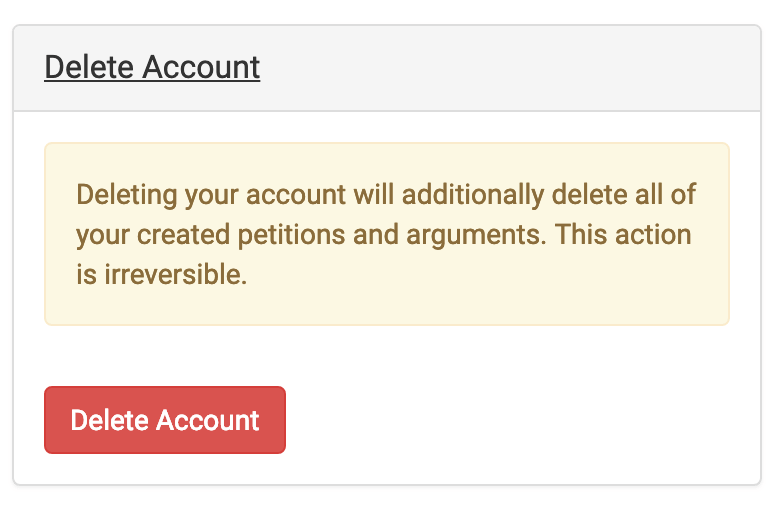 Delete Account
Deleting your account will additionally delete all of
your created petitions and arguments. This action
is irreversible.
Delete Account